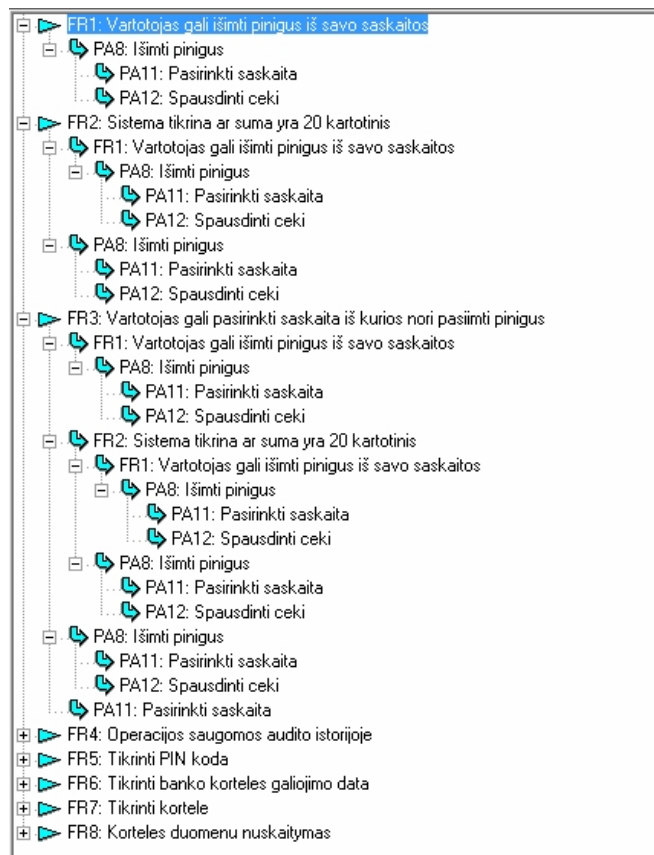 FR1: Vartotojas gali išimti pinigus iš savo saskaitos
PA8: Išimti pinigus
PA11: Pasirinkti saskaita
PA12: Spausdinti ceki
FR2: Sistema tikrina ar suma yra 20 kartotinis
FR1: Vartotojas gali išimti pinigus iš savo saskaitos
PA8: Išimti pinigus
PA11: Pasirinkti saskaita
PA12: Spausdinti ceki
PA8: Išimti pinigus
PA11: Pasirinkti saskaita
PA12: Spausdinti ceki
FR3: Vartotojas gali pasirinkti saskaita iš kurios nori pasiimti pinigus
FR1: Vartotojas gali išimti pinigus iš savo saskaitos
PA8: Išimti pinigus
PA11: Pasirinkti saskaita
PA12: Spausdinti ceki
FR2: Sistema tikrina ar suma yra 20 kartotinis
FR1: Vartotojas gali išimti pinigus iš savo saskaitos
PA8: Išimti pinigus
PA11: Pasirinkti saskaita
PA12: Spausdinti ceki
PA8: Išimti pinigus
PA11: Pasirinkti saskaita
PA12: Spausdinti ceki
PA8: Išimti pinigus
PA11: Pasirinkti saskaita
PA12: Spausdinti ceki
PA11: Pasirinkti saskaita
FR4: Operacijos saugomos audito istorijoje
FR5: Tikrinti PIN koda
FR6: Tikrinti banko korteles galiojimo data
FR7: Tikrinti kortele
FR8: Korteles duomenu nuskaitymas